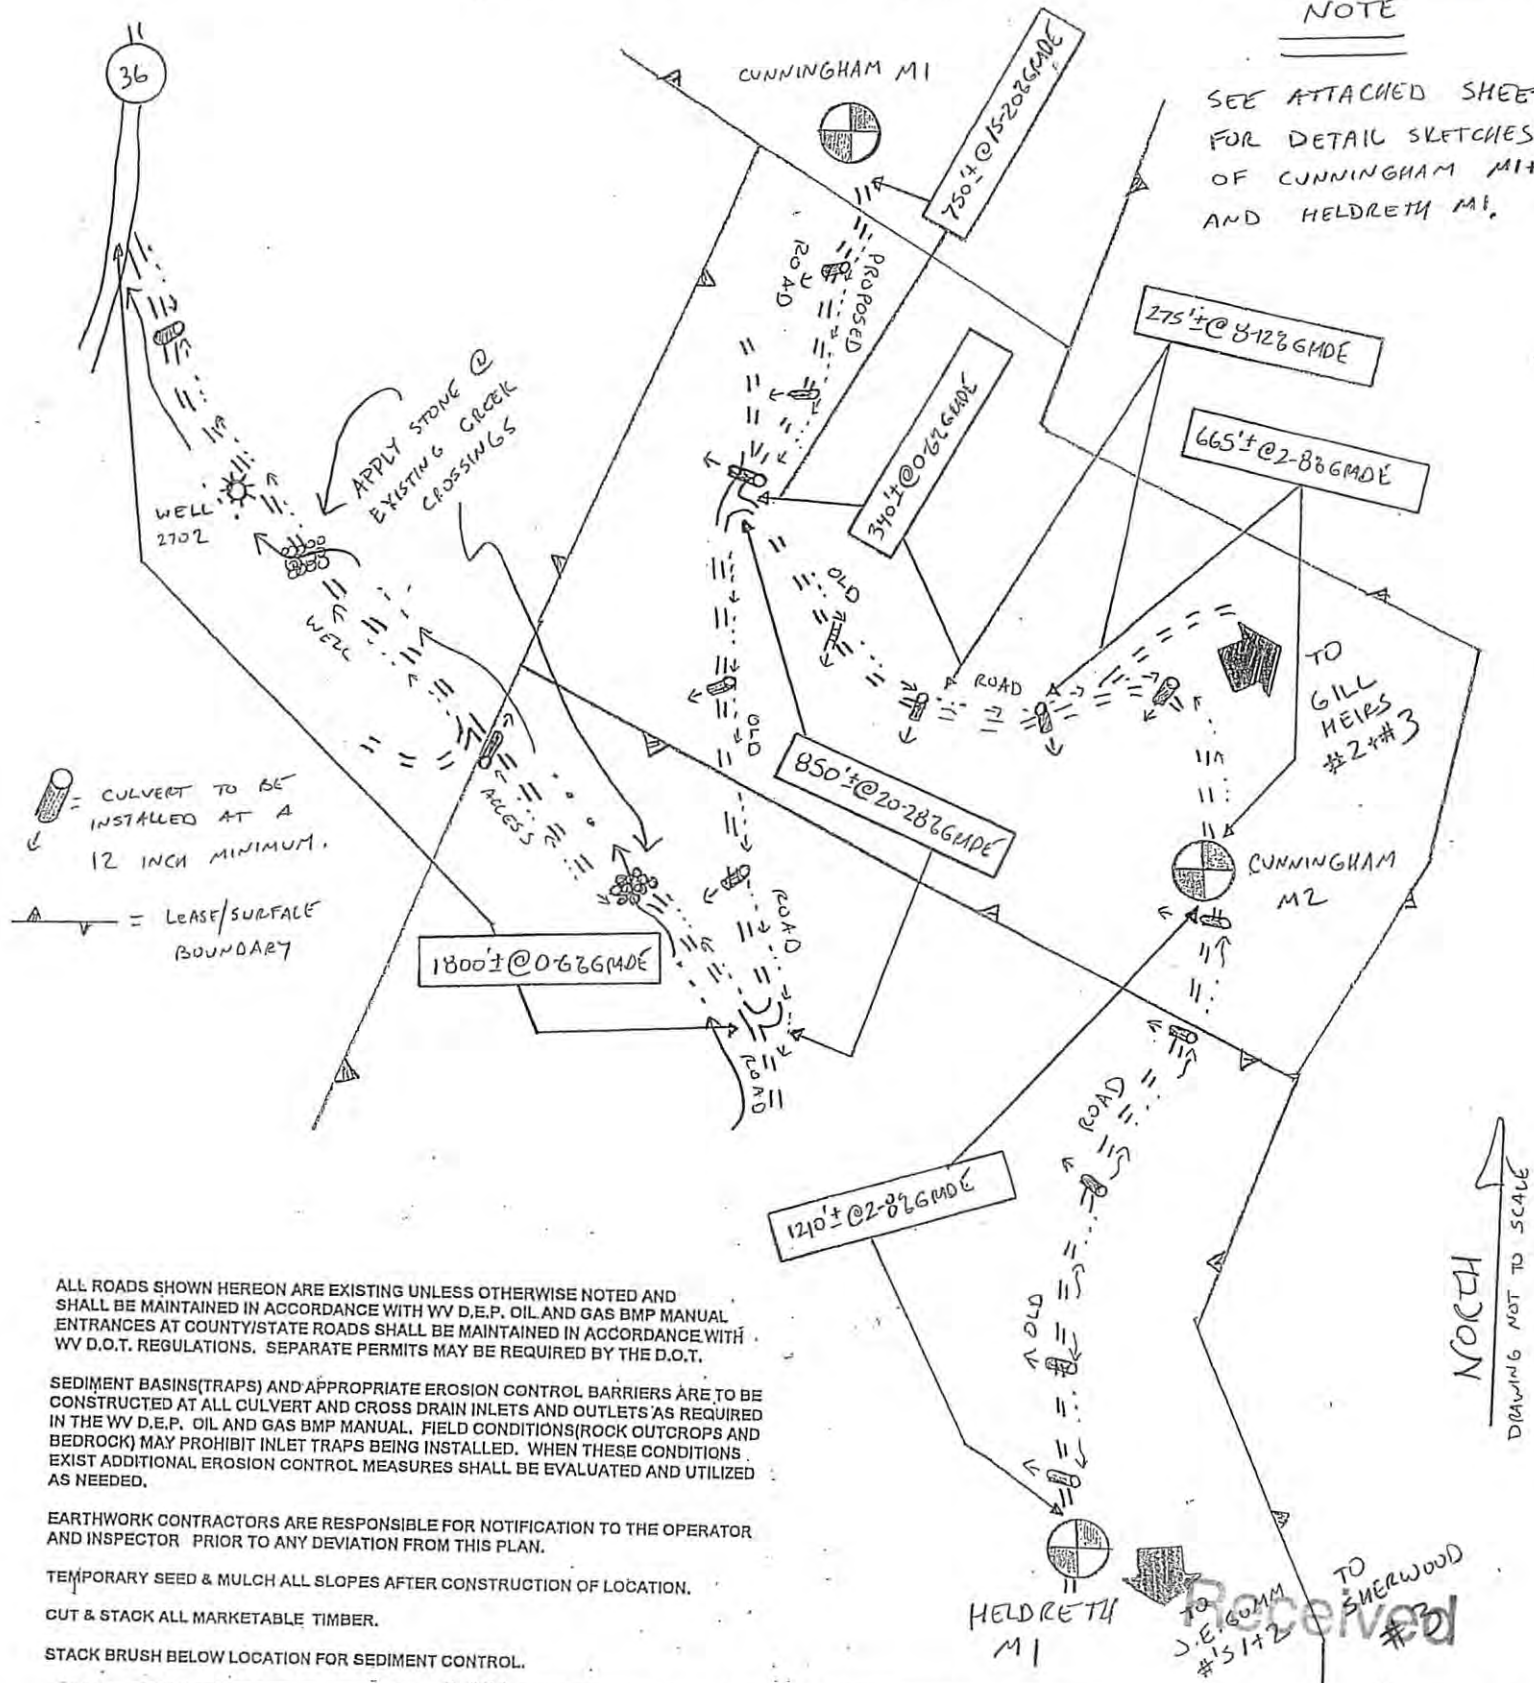 NOTE
SEE ATTACHED SHEET
FOR DETAIL SKETCHES
OF CUNNINGHAM M1+
AND HELDRETH M1.
36
CUNNINGHAM M1
750'± @ 15-20% GRADE
PROPOSED
ROAD
275'± @ 8-12% GRADE
340'± @ 0-6% GRADE
665'± @ 2-8% GRADE
APPLY STONE @
EXISTING CREEK
CROSSINGS
WELL
2702
WELL
ACCESS
ROAD
OLD
ROAD
OLD
ROAD
TO
GILL
HEIRS
#2+#3
850'± @ 20-28% GRADE
= CULVERT TO BE
INSTALLED AT A
12 INCH MINIMUM.
= LEASE/SURFACE
BOUNDARY
1800'± @ 0-6% GRADE
CUNNINGHAM
M2
ROAD
OLD
1210'± @ 2-8% GRADE
NORTH
DRAWING NOT TO SCALE
ALL ROADS SHOWN HEREON ARE EXISTING UNLESS OTHERWISE NOTED AND
SHALL BE MAINTAINED IN ACCORDANCE WITH WV D.E.P. OIL AND GAS BMP MANUAL
ENTRANCES AT COUNTY/STATE ROADS SHALL BE MAINTAINED IN ACCORDANCE WITH
WV D.O.T. REGULATIONS. SEPARATE PERMITS MAY BE REQUIRED BY THE D.O.T.
SEDIMENT BASINS(TRAPS) AND APPROPRIATE EROSION CONTROL BARRIERS ARE TO BE
CONSTRUCTED AT ALL CULVERT AND CROSS DRAIN INLETS AND OUTLETS AS REQUIRED
IN THE WV D.E.P. OIL AND GAS BMP MANUAL. FIELD CONDITIONS(ROCK OUTCROPS AND
BEDROCK) MAY PROHIBIT INLET TRAPS BEING INSTALLED. WHEN THESE CONDITIONS
EXIST ADDITIONAL EROSION CONTROL MEASURES SHALL BE EVALUATED AND UTILIZED
AS NEEDED.
EARTHWORK CONTRACTORS ARE RESPONSIBLE FOR NOTIFICATION TO THE OPERATOR
AND INSPECTOR PRIOR TO ANY DEVIATION FROM THIS PLAN.
TEMPORARY SEED & MULCH ALL SLOPES AFTER CONSTRUCTION OF LOCATION.
CUT & STACK ALL MARKETABLE TIMBER.
STACK BRUSH BELOW LOCATION FOR SEDIMENT CONTROL.
HELDRETH
M1
TO
J.E. GUMM
#'S 1+2
TO
SHERWOOD
#3
Received